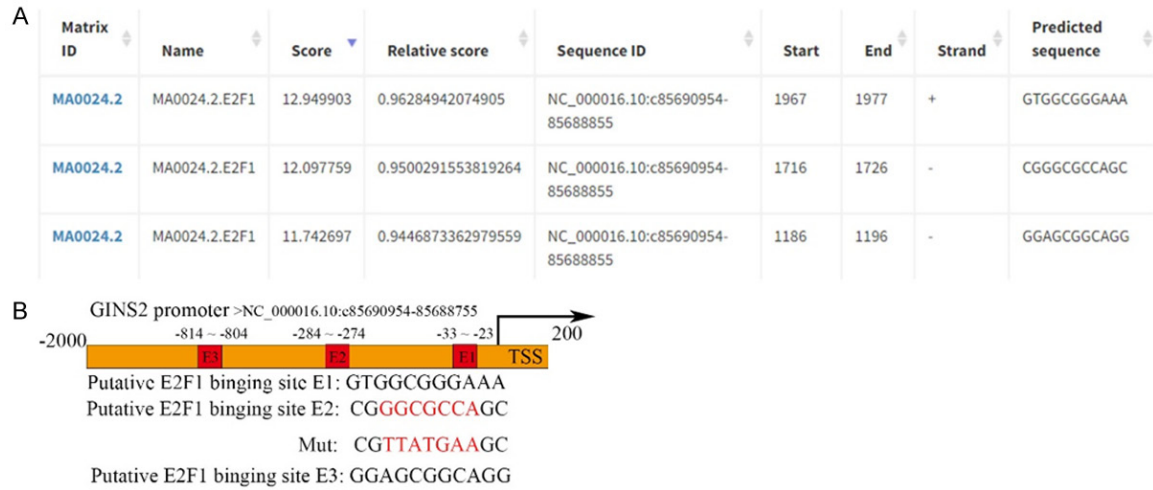 A
Matrix ID Name Score Relative score Sequence ID Start End Strand Predicted sequence
MA0024.2 MA0024.2.E2F1 12.949903 0.96284942074905 NC_000016.10:c85690954-85688855 1967 1977 + GTGGCGGGAAA
MA0024.2 MA0024.2.E2F1 12.097759 0.9500291553819264 NC_000016.10:c85690954-85688855 1716 1726 - CGGGCGCCAGC
MA0024.2 MA0024.2.E2F1 11.742697 0.9446873362979559 NC_000016.10:c85690954-85688855 1186 1196 - GGAGCGGCAGG
B
GINS2 promoter >NC_000016.10:c85690954-85688755
-2000 -814 ~ -804 -284 ~ -274 -33 ~ -23 200
E3 E2 E1 TSS
Putative E2F1 binging site E1: GTGGCGGGAAA
Putative E2F1 binging site E2: CGGGCGCCAGC
Mut: CGTTATGAAGC
Putative E2F1 binging site E3: GGAGCGGCAGG